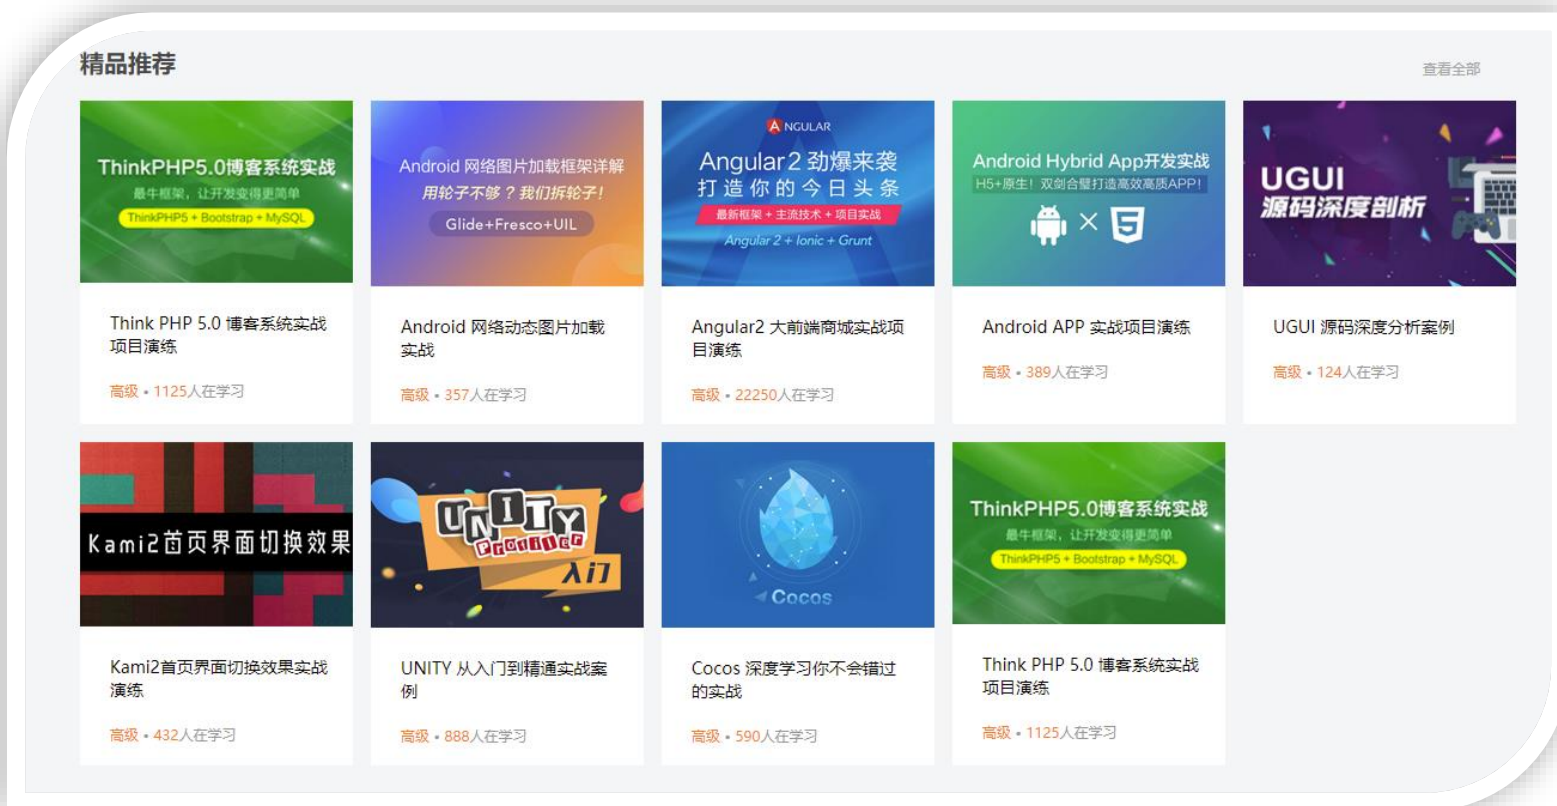 精品推荐
查看全部
ThinkPHP5.0博客系统实战
最牛框架，让开发变得更简单
ThinkPHP5 + Bootstrap + MySQL
Think PHP 5.0 博客系统实战
项目演练
高级 • 1125人在学习
Android 网络图片加载框架详解
用轮子不够？我们拆轮子！
Glide+Fresco+UIL
Android 网络动态图片加载
实战
高级 • 357人在学习
ANGULAR
Angular2 劲爆来袭
打造你的今日头条
最新框架 + 主流技术 + 项目实战
Angular 2 + Ionic + Grunt
Angular2 大前端商城实战项
目演练
高级 • 22250人在学习
Android Hybrid App开发实战
H5+原生！双剑合璧打造高效高质APP！
Android APP 实战项目演练
高级 • 389人在学习
UGUI
源码深度剖析
UGUI 源码深度分析案例
高级 • 124人在学习
Kami2首页界面切换效果
Kami2首页界面切换效果实战
演练
高级 • 432人在学习
UNITY
Profiler
入门
UNITY 从入门到精通实战案
例
高级 • 888人在学习
Cocos
Cocos 深度学习你不会错过
的实战
高级 • 590人在学习
ThinkPHP5.0博客系统实战
最牛框架，让开发变得更简单
ThinkPHP5 + Bootstrap + MySQL
Think PHP 5.0 博客系统实战
项目演练
高级 • 1125人在学习